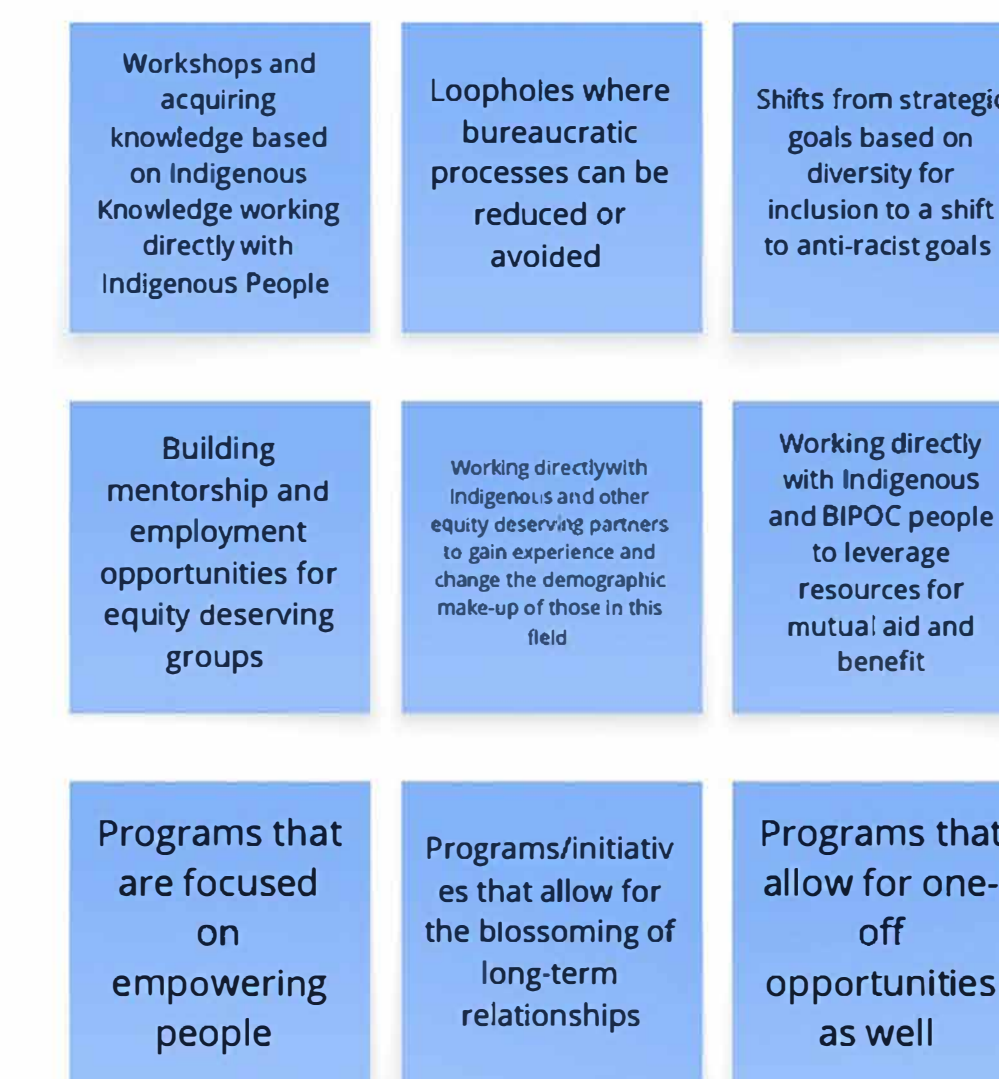 Workshops and
acquiring
knowledge based
on Indigenous
Knowledge working
directly with
Indigenous People
Loopholes where
bureaucratic
processes can be
reduced or
avoided
Shifts from strategic
goals based on
diversity for
inclusion to a shift
to anti-racist goals
Building
mentorship and
employment
opportunities for
equity deserving
groups
Working directlywith
Indigenous and other
equity deserving partners
to gain experience and
change the demographic
make-up of those in this
field
Working directly
with Indigenous
and BIPOC people
to leverage
resources for
mutual aid and
benefit
Programs that
are focused
on
empowering
people
Programs/initiativ
es that allow for
the blossoming of
long-term
relationships
Programs that
allow for one-
off
opportunities
as well